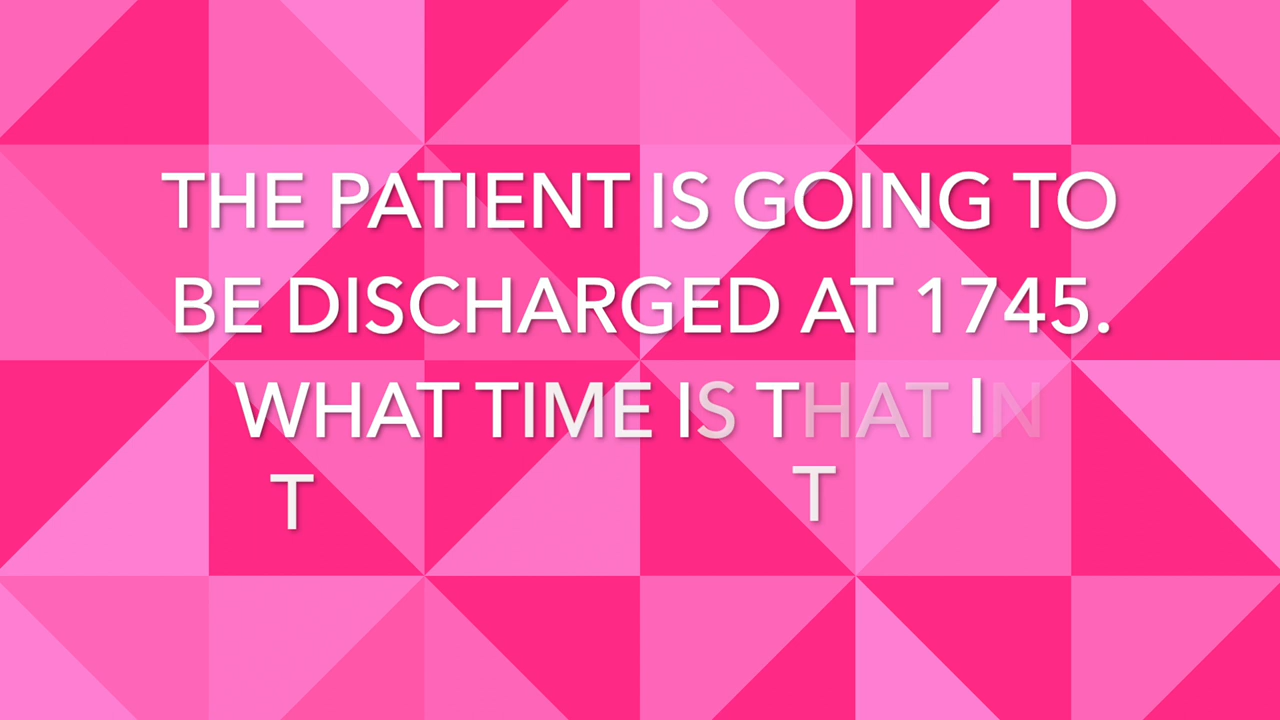 THE PATIENT IS GOING TO
BE DISCHARGED AT 1745.
WHAT TIME IS THAT IN
T T